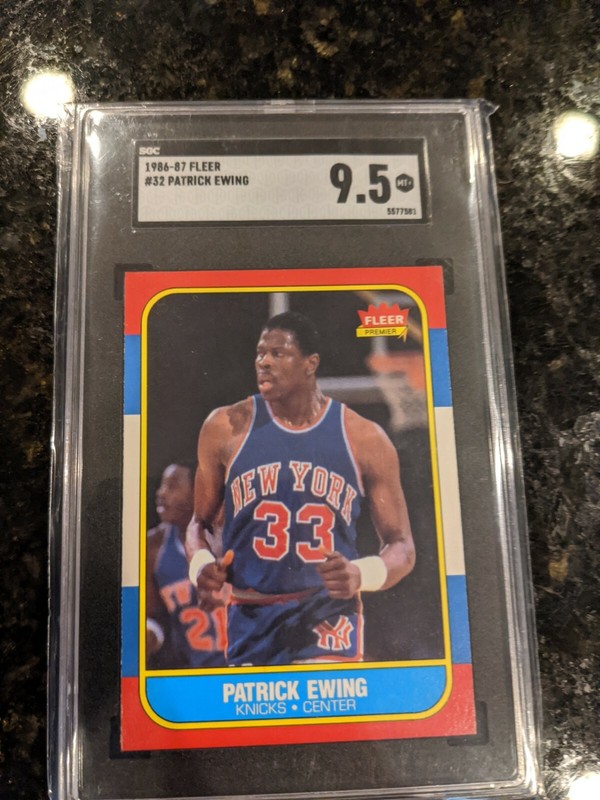 SGC
1986-87 FLEER
#32 PATRICK EWING
9.5
MT+
5577581
FLEER
PREMIER
NEW YORK
33
21
NY
PATRICK EWING
KNICKS • CENTER